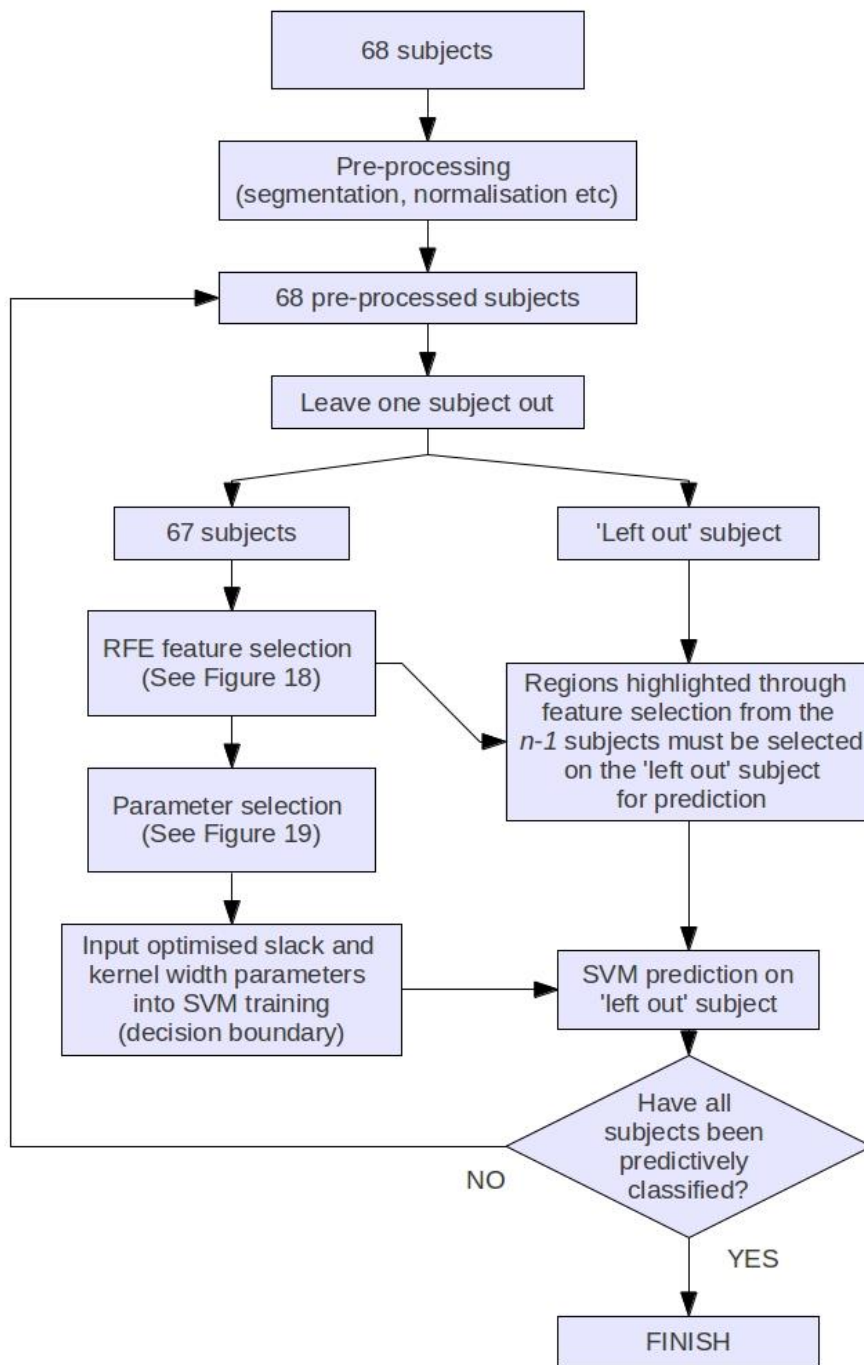 68 subjects
Pre-processing
(segmentation, normalisation etc)
68 pre-processed subjects
Leave one subject out
67 subjects
'Left out' subject
RFE feature selection
(See Figure 18)
Regions highlighted through
feature selection from the
n-1 subjects must be selected
on the 'left out' subject
for prediction
Parameter selection
(See Figure 19)
Input optimised slack and
kernel width parameters
into SVM training
(decision boundary)
SVM prediction on
'left out' subject
Have all
subjects been
predictively
classified?
NO
YES
FINISH